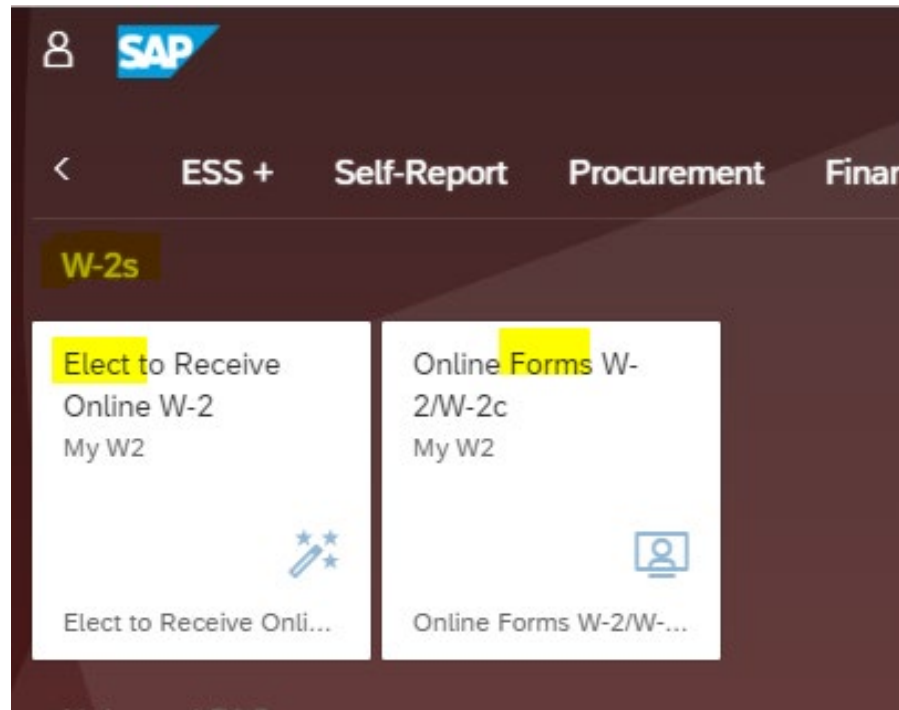 SAP
< ESS + Self-Report Procurement Finan
W-2s
Elect to Receive
Online W-2
My W2
Elect to Receive Onli...
Online Forms W-
2/W-2c
My W2
Online Forms W-2/W-...